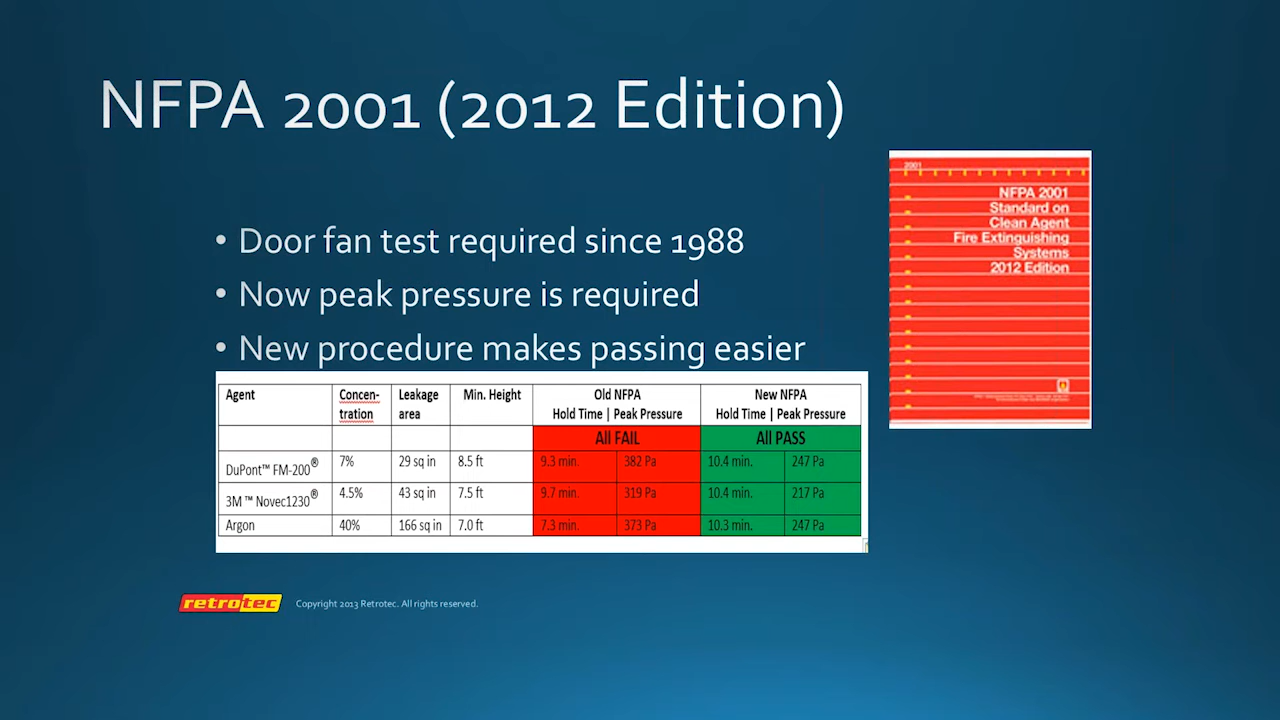 NFPA 2001 (2012 Edition)
2001
NFPA 2001
Standard on
Clean Agent
Fire Extinguishing
Systems
2012 Edition
• Door fan test required since 1988
• Now peak pressure is required
• New procedure makes passing easier
Agent Concen- Leakage Min. Height Old NFPA New NFPA
tration area Hold Time | Peak Pressure Hold Time | Peak Pressure
All FAIL All PASS
DuPont™ FM-200® 7% 29 sq in 8.5 ft 9.3 min. 382 Pa 10.4 min. 247 Pa
3M ™ Novec1230® 4.5% 43 sq in 7.5 ft 9.7 min. 319 Pa 10.4 min. 217 Pa
Argon 40% 166 sq in 7.0 ft 7.3 min. 373 Pa 10.3 min. 247 Pa
retrotec Copyright 2013 Retrotec. All rights reserved.